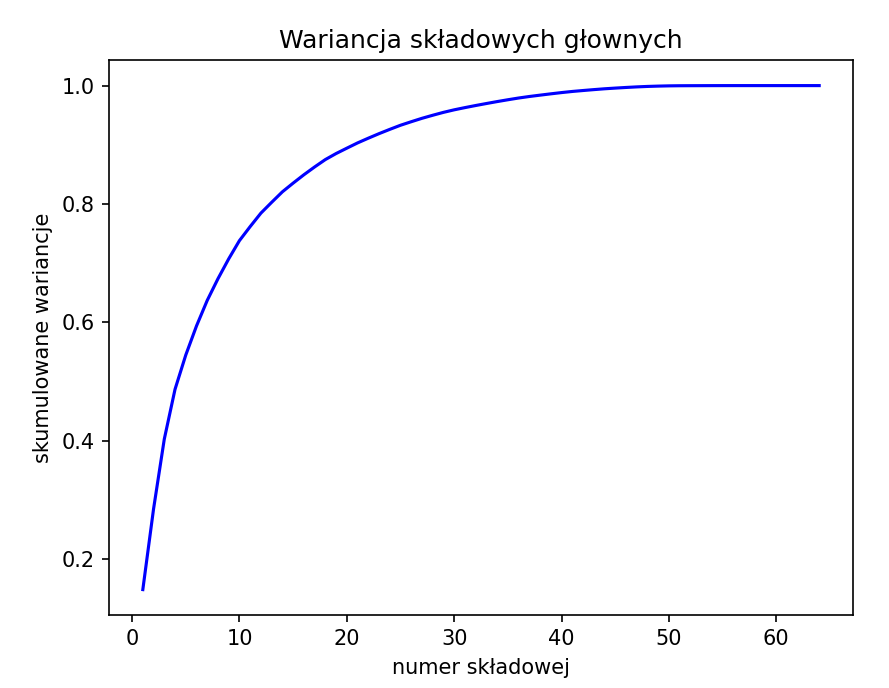 Wariancja składowych głownych
skumulowane wariancje
1.0
0.8
0.6
0.4
0.2
0 10 20 30 40 50 60
numer składowej